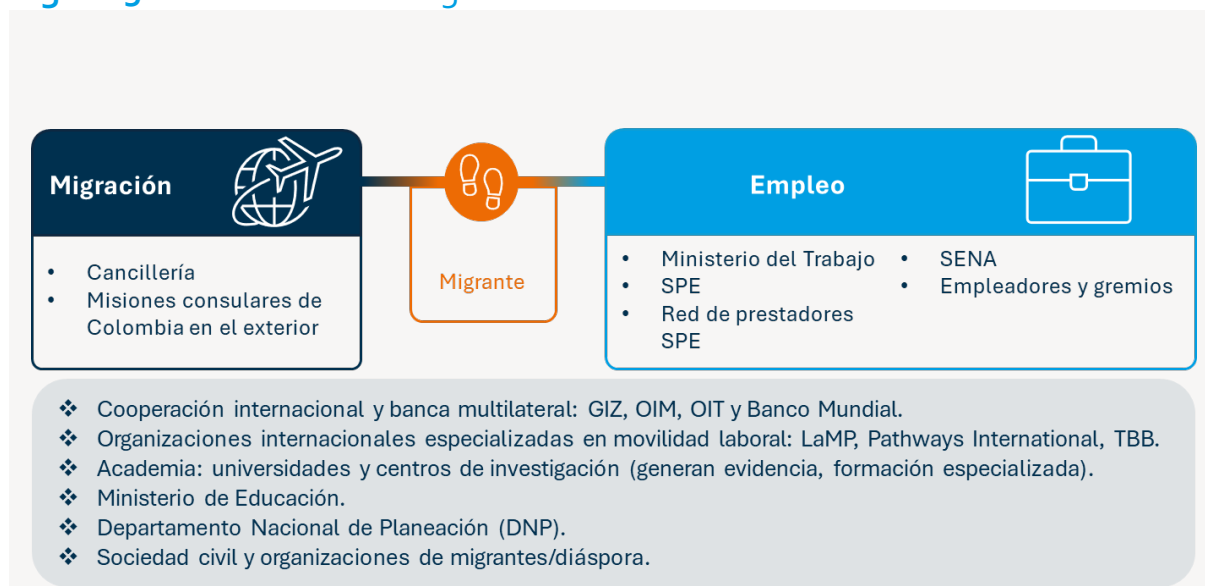 Migración
• Cancillería
• Misiones consulares de
Colombia en el exterior
Migrante
Empleo
• Ministerio del Trabajo
• SPE
• Red de prestadores
SPE
• SENA
• Empleadores y gremios
❖ Cooperación internacional y banca multilateral: GIZ, OIM, OIT y Banco Mundial.
❖ Organizaciones internacionales especializadas en movilidad laboral: LaMP, Pathways International, TBB.
❖ Academia: universidades y centros de investigación (generan evidencia, formación especializada).
❖ Ministerio de Educación.
❖ Departamento Nacional de Planeación (DNP).
❖ Sociedad civil y organizaciones de migrantes/diáspora.